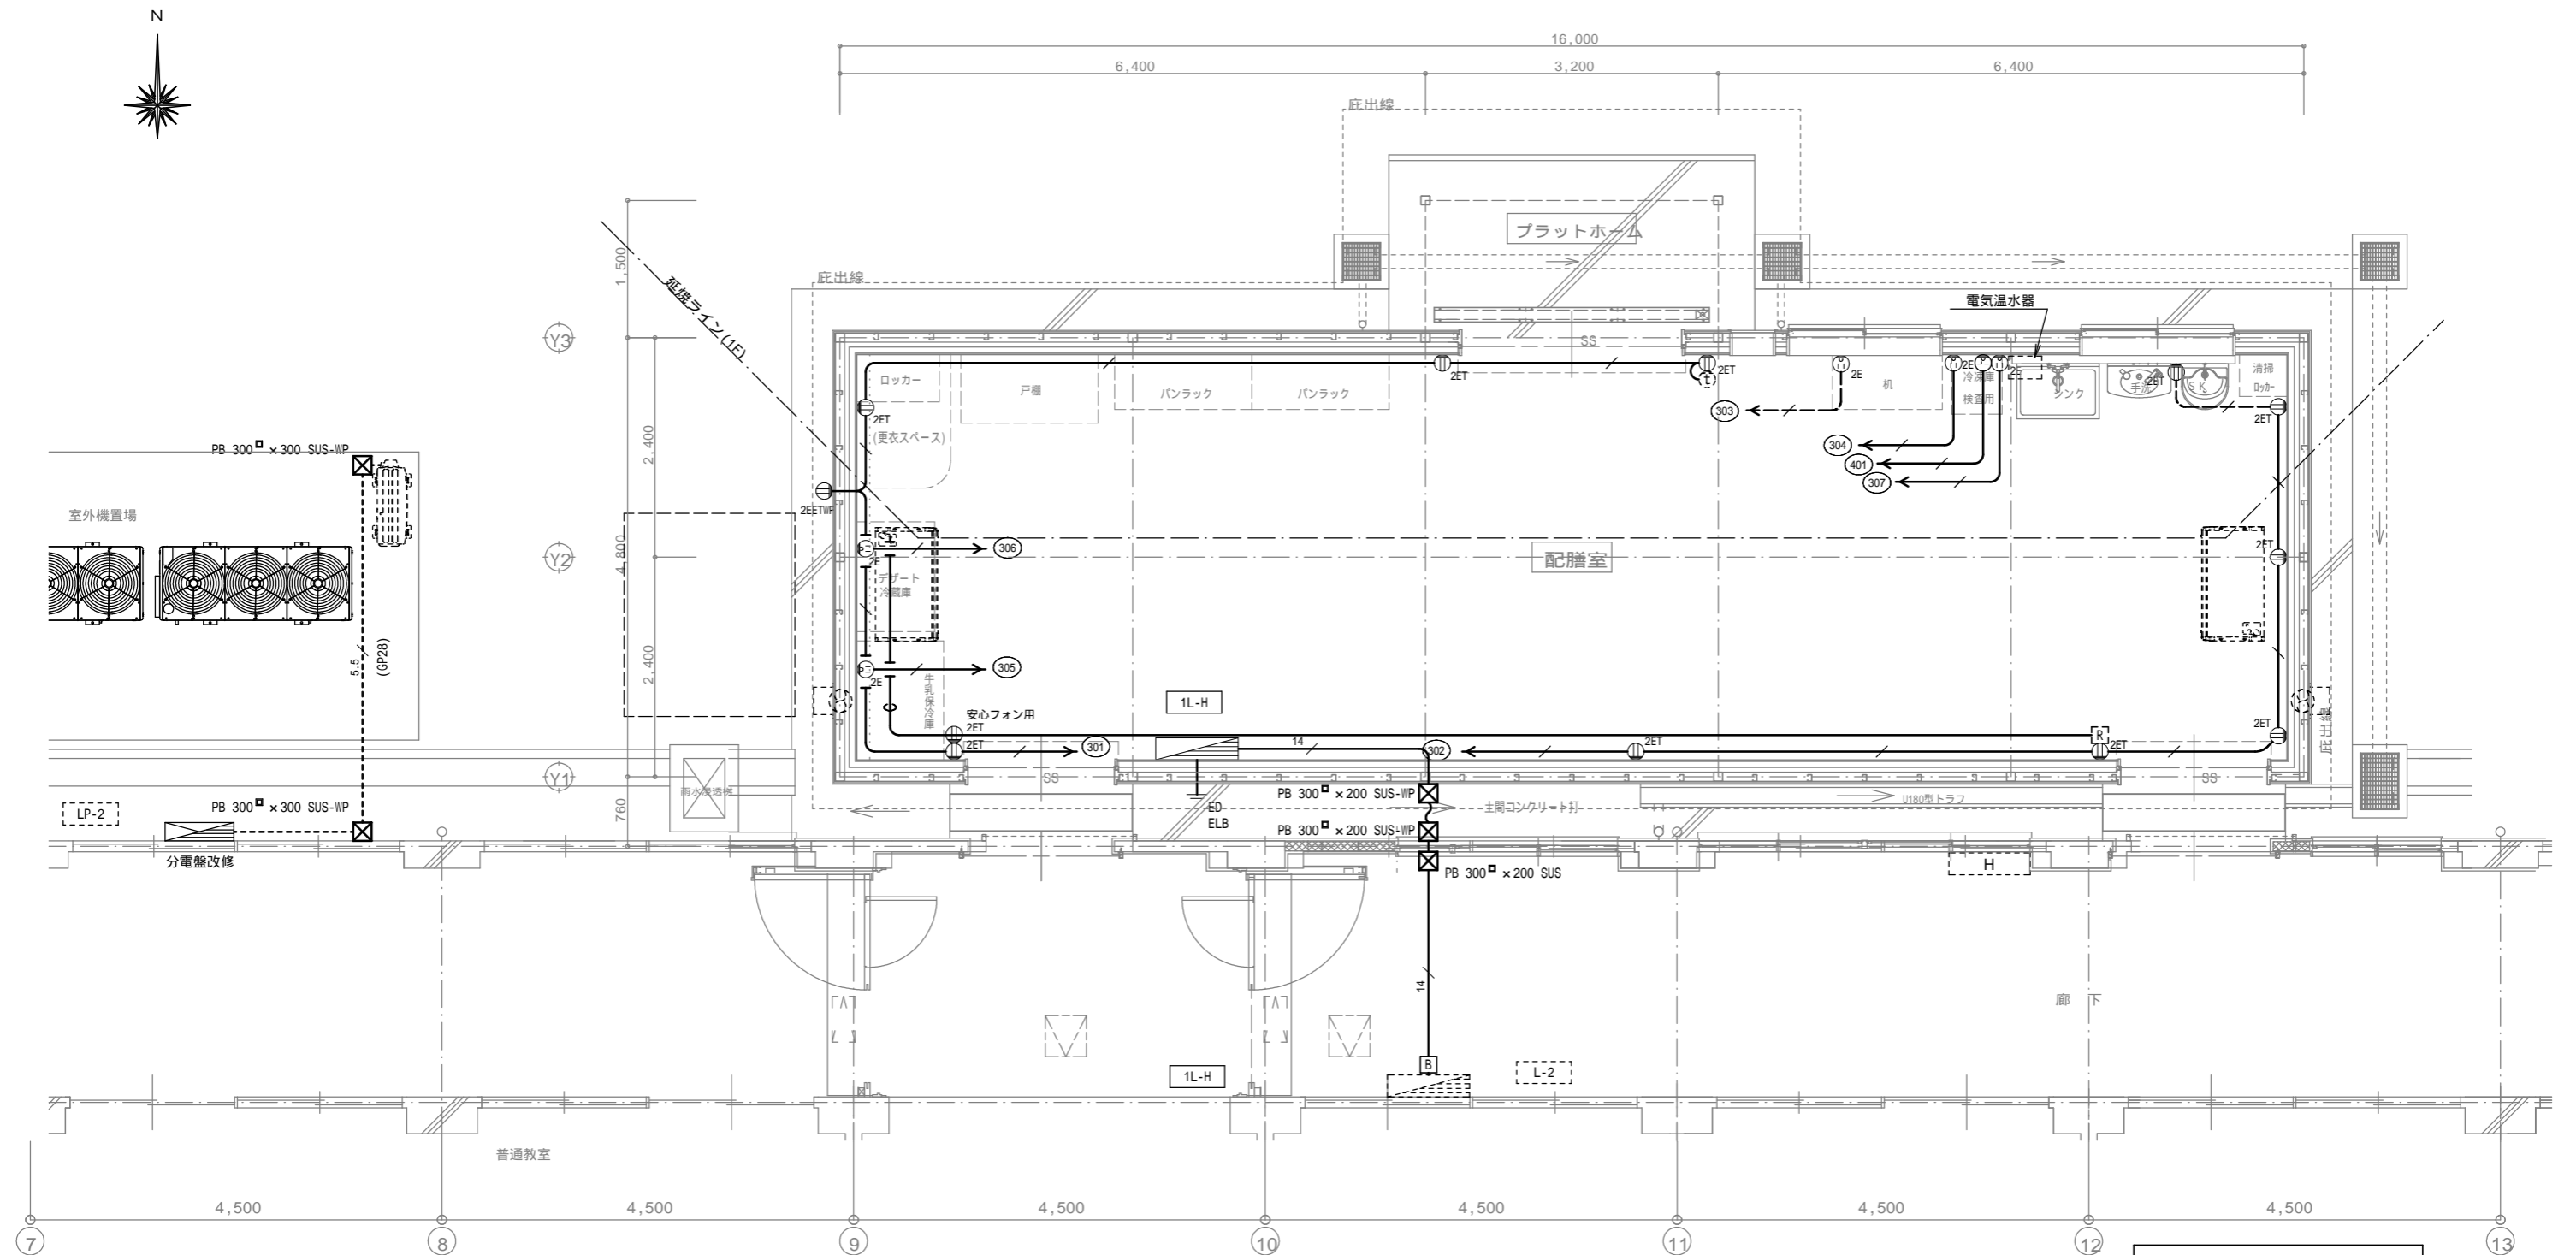 N
16,000
6,400
3,200
6,400
庇出線
プラットホーム
1,500
延焼ライン(1F)
庇出線
電気温水器
Y3
SS
ロッカー
戸棚
パンラック
パンラック
2ET
2ET
2E
机
2E
冷凍庫
検査用
2E
シンク
手洗
2ET
SK
清掃
ロッカー
303
2ET
2ET
(更衣スペース)
304
401
307
PB 300□×300 SUS-WP
2,400
室外機置場
2EETWP
306
Y2
4,800
2E
デザート
冷蔵庫
配膳室
2ET
5.5
(GP28)
2,400
305
2E
牛乳保冷庫
1L-H
安心フォン用
2ET
2ET
301
14
302
2ET
R
2ET
2ET
庇出線
Y1
SS
SS
雨水浸透桝
PB 300□×200 SUS-WP
U180型トラフ
LP-2
PB 300□×300 SUS-WP
760
ED
ELB
土間コンクリート打
PB 300□×200 SUS-WP
分電盤改修
PB 300□×200 SUS
H
14
廊 下
B
1L-H
L-2
普通教室
4,500
4,500
4,500
4,500
4,500
4,500
7
8
9
10
11
12
13